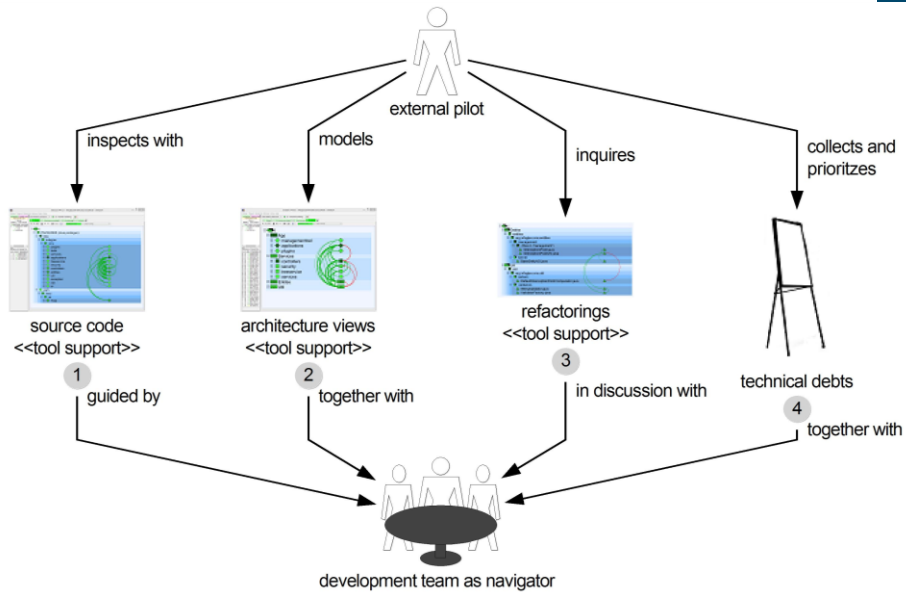 external pilot
inspects with
models
inquires
collects and
prioritzes
source code
<<tool support>>
1
guided by
architecture views
<<tool support>>
2
together with
refactorings
<<tool support>>
3
in discussion with
technical debts
4
together with
development team as navigator